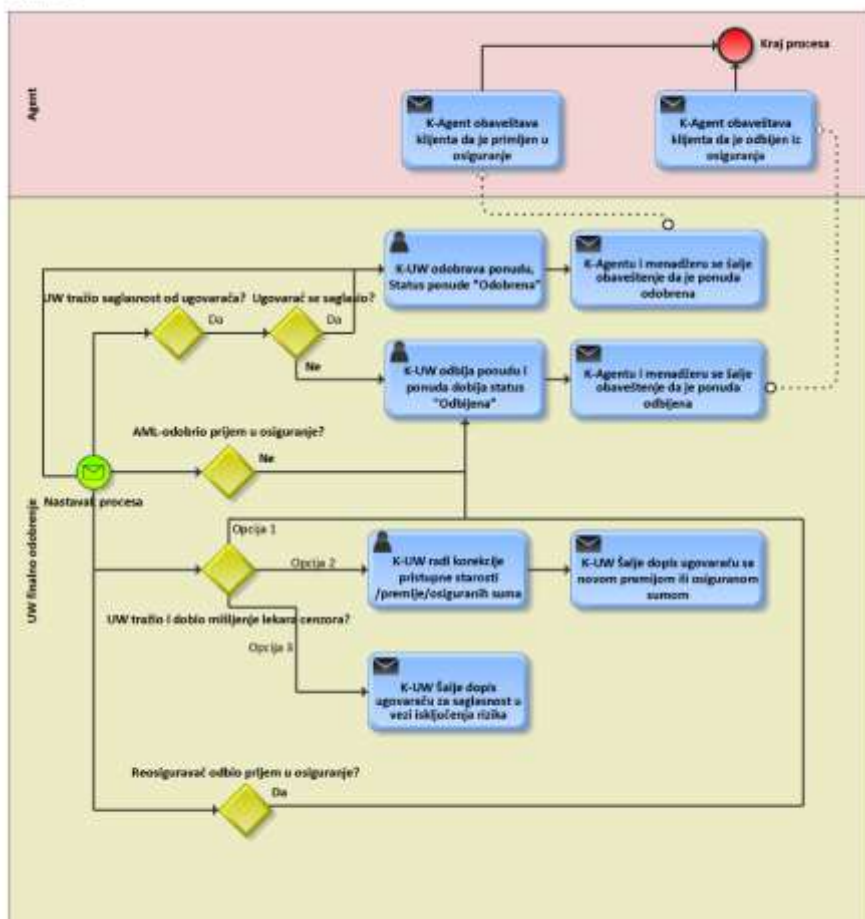 Agent
Kraj procesa
K-Agent obaveštava
klijenta da je primljen u
osiguranje
K-Agent obaveštava
klijenta da je odbijen iz
osiguranja
UW finalno odobrenje
K-UW odobrava ponudu,
Status ponude "Odobrena"
K-Agentu i menadžeru se šalje
obaveštenje da je ponuda
odobrena
UW tražio saglasnost od ugovarača?
Ugovarač se saglasio?
Da
Da
Ne
K-UW odbija ponudu i
ponuda dobija status
"Odbijena"
K-Agentu i menadžeru se šalje
obaveštenje da je ponuda
odbijena
AML-odobrio prijem u osiguranje?
Ne
Nastavak procesa
Opcija 1
Opcija 2
K-UW radi korekcije
pristupne starosti
/premije/osiguranih suma
K-UW Šalje dopis ugovaraču sa
novom premijom ili osiguranom
sumom
UW tražio i dobio mišljenje lekara cenzora?
Opcija 3
K-UW Šalje dopis
ugovaraču za saglasnost u
vezi isključenja rizika
Reosiguravač odbio prijem u osiguranje?
Da